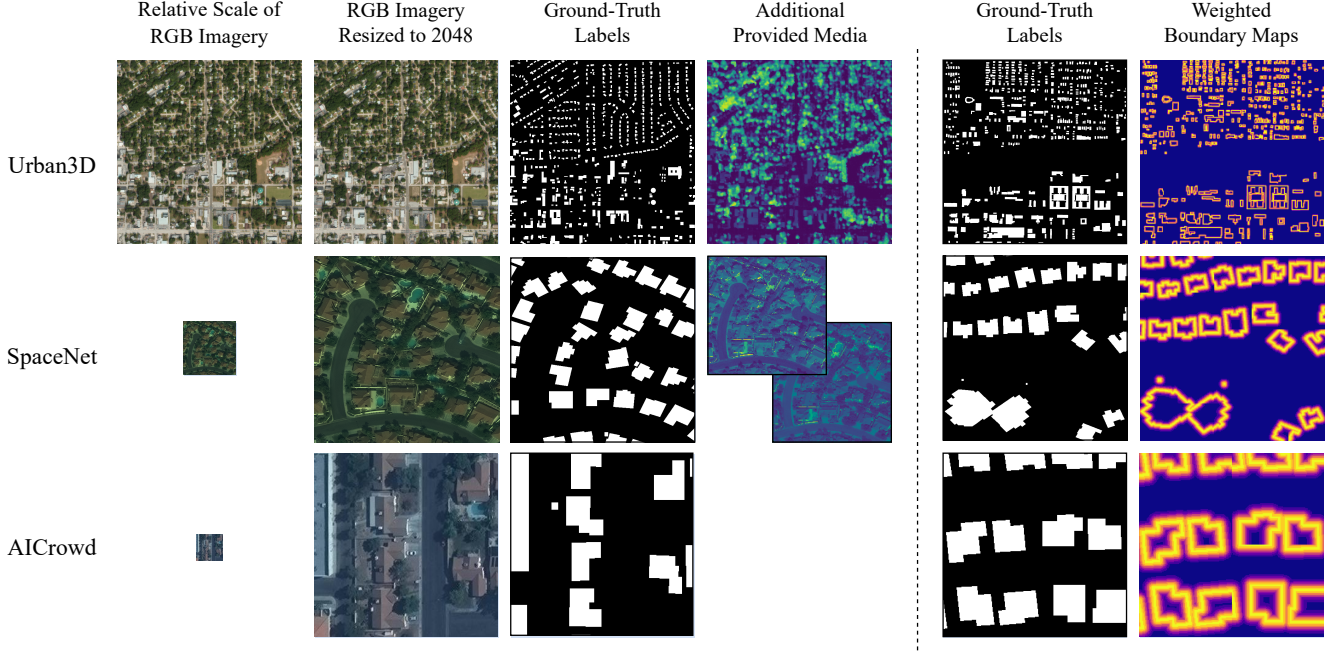 Relative Scale of
RGB Imagery
RGB Imagery
Resized to 2048
Ground-Truth
Labels
Additional
Provided Media
Ground-Truth
Labels
Weighted
Boundary Maps
Urban3D
SpaceNet
AICrowd